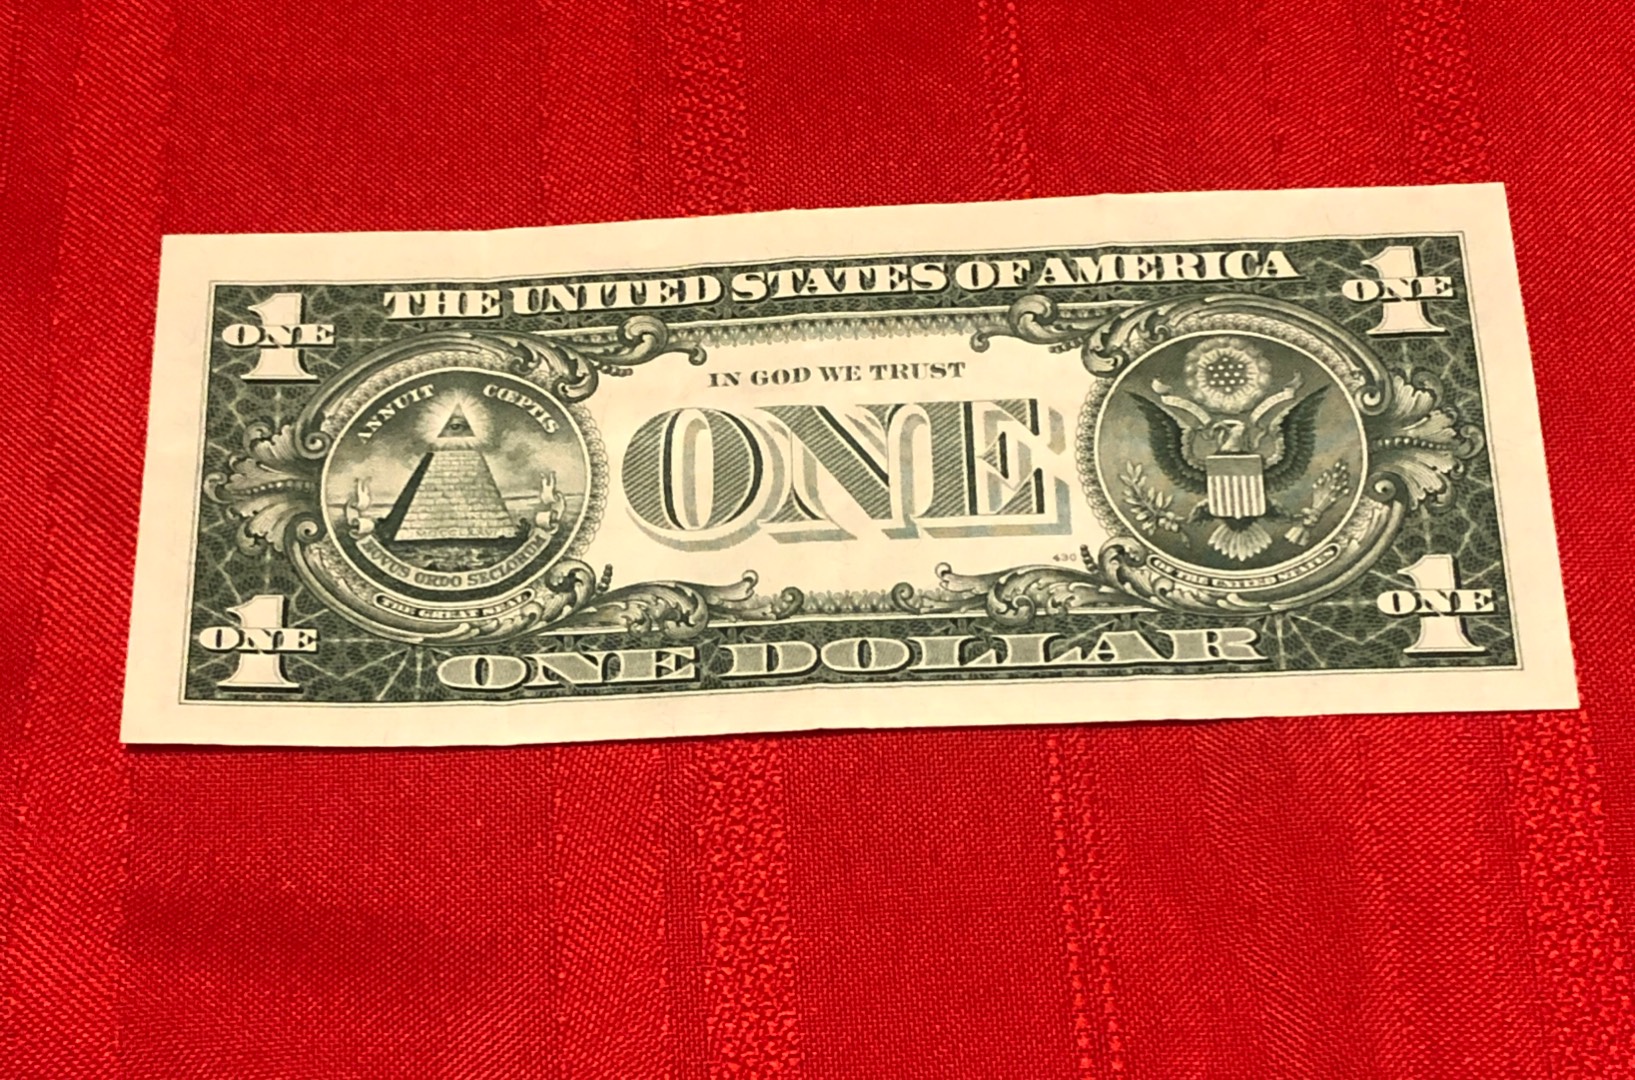 THE UNITED STATES OF AMERICA
ONE
1
ONE
1
ANNUIT CŒPTIS
IN GOD WE TRUST
ONE
NOVUS ORDO SECLORUM
THE GREAT SEAL
430
OF THE UNITED STATES
ONE
1
ONE
1
ONE DOLLAR